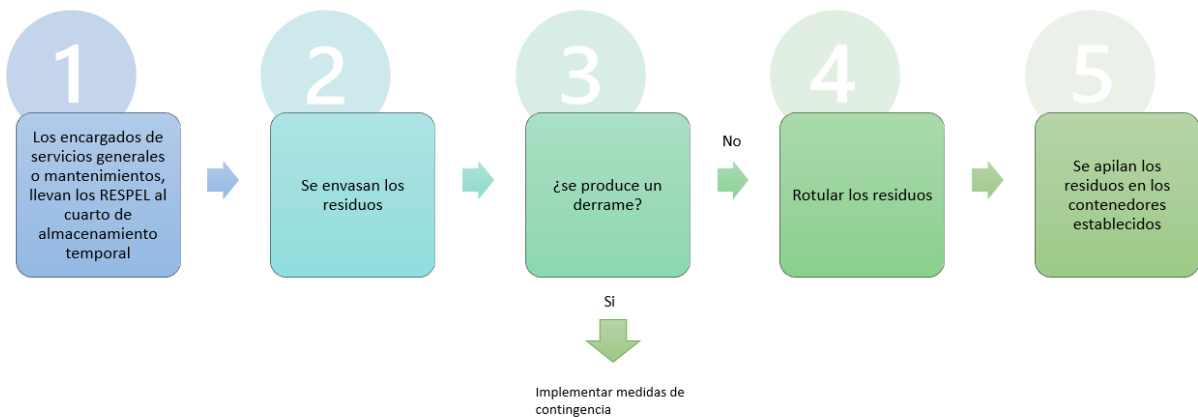 1
Los encargados de
servicios generales
o mantenimientos,
llevan los RESPEL al
cuarto de
almacenamiento
temporal
2
Se envasan los
residuos
3
¿se produce un
derrame?
No
Si
Implementar medidas de
contingencia
4
Rotular los residuos
5
Se apilan los
residuos en los
contenedores
establecidos